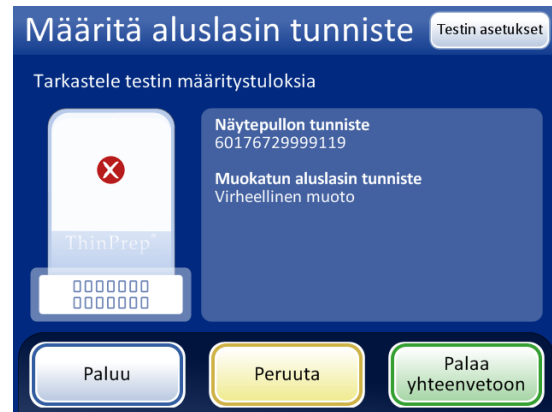 Määritä aluslasin tunniste
Testin asetukset
Tarkastele testin määritystuloksia
Näytepullon tunniste
60176729999119
Muokatun aluslasin tunniste
Virheellinen muoto
ThinPrep®
▯▯▯▯▯▯▯
▯▯▯▯▯▯▯
Paluu
Peruuta
Palaa
yhteenvetoon